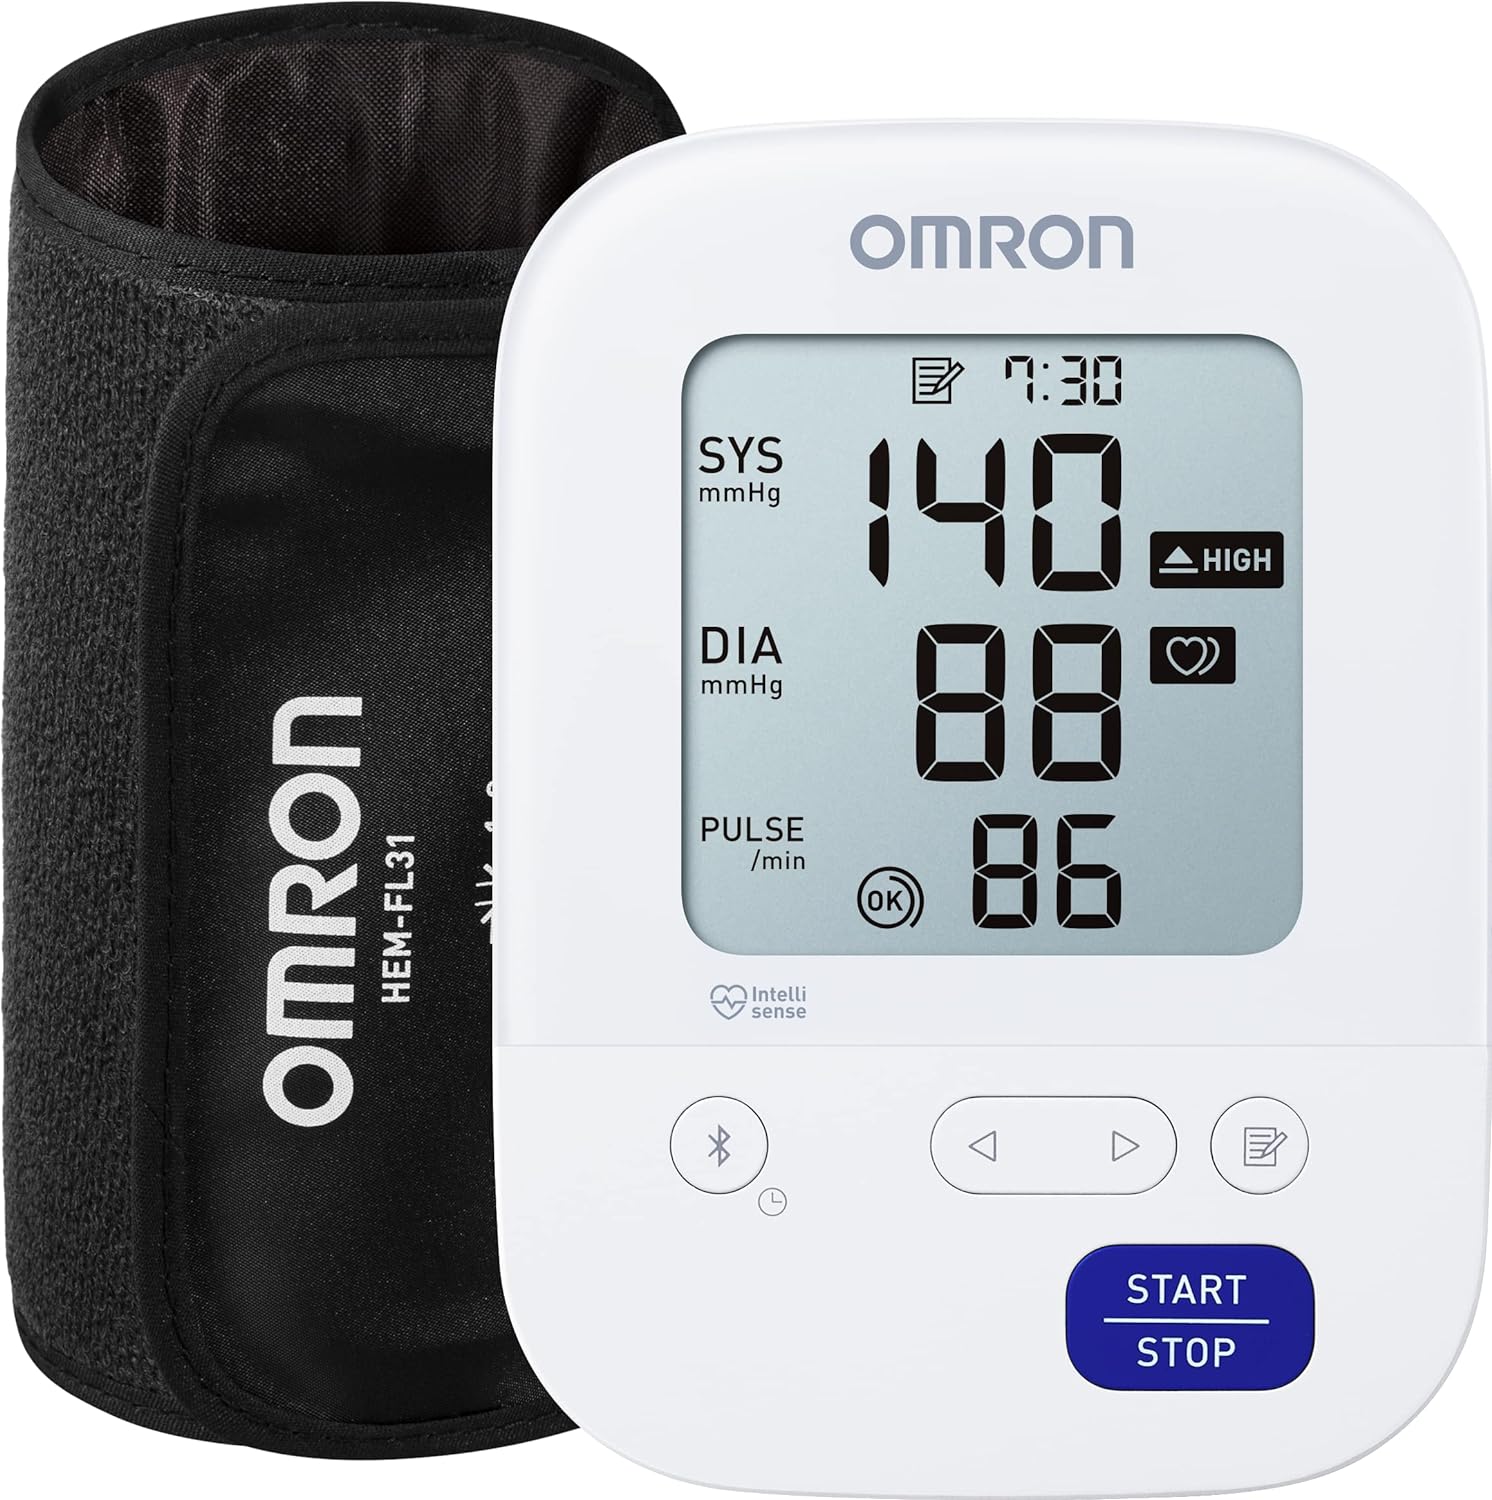 OMRON
HEM-FL31
OMRON
7:30
SYS
mmHg
140
HIGH
DIA
mmHg
88
PULSE
/min
OK
86
Intelli
sense
START
STOP